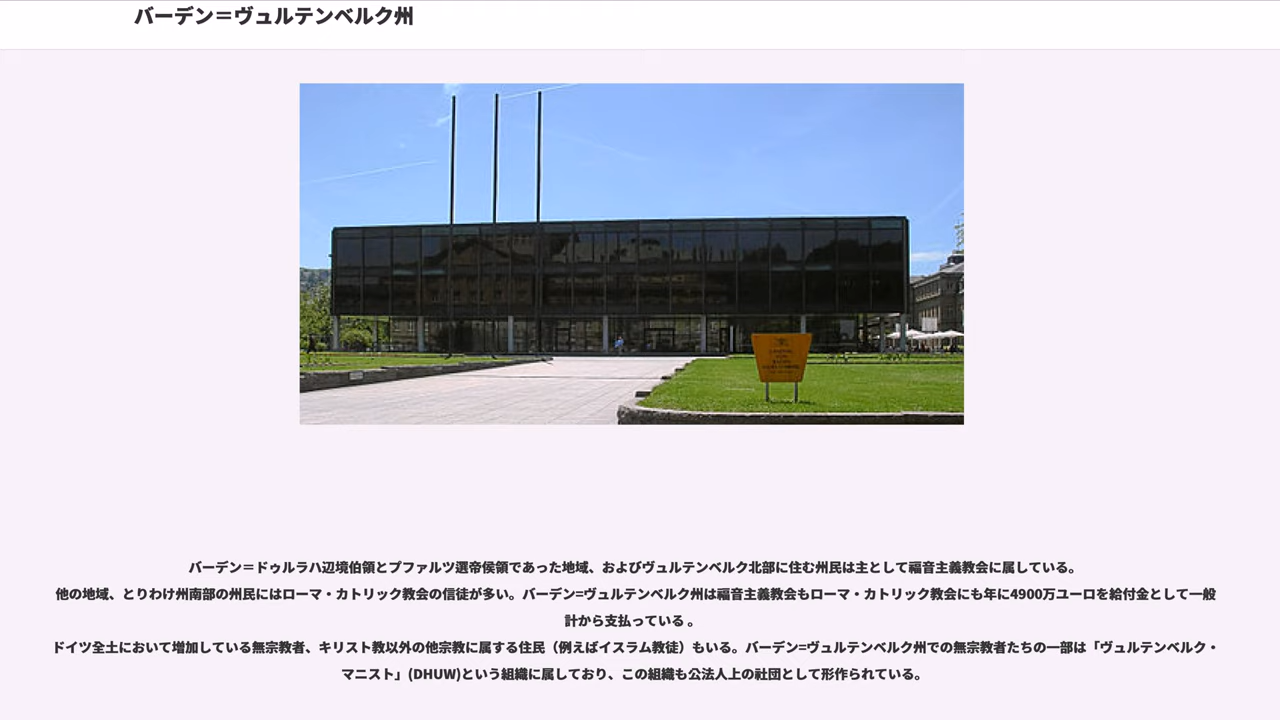 バーデン＝ヴュルテンベルク州
バーデン＝ドゥルラハ辺境伯領とプファルツ選帝侯領であった地域、およびヴュルテンベルク北部に住む州民は主として福音主義教会に属している。
他の地域、とりわけ州南部の州民にはローマ・カトリック教会の信徒が多い。バーデン=ヴュルテンベルク州は福音主義教会もローマ・カトリック教会にも年に4900万ユーロを給付金として一般
計から支払っている 。
ドイツ全土において増加している無宗教者、キリスト教以外の他宗教に属する住民（例えばイスラム教徒）もいる。バーデン=ヴュルテンベルク州での無宗教者たちの一部は「ヴュルテンベルク・
マニスト」(DHUW)という組織に属しており、この組織も公法人上の社団として形作られている。